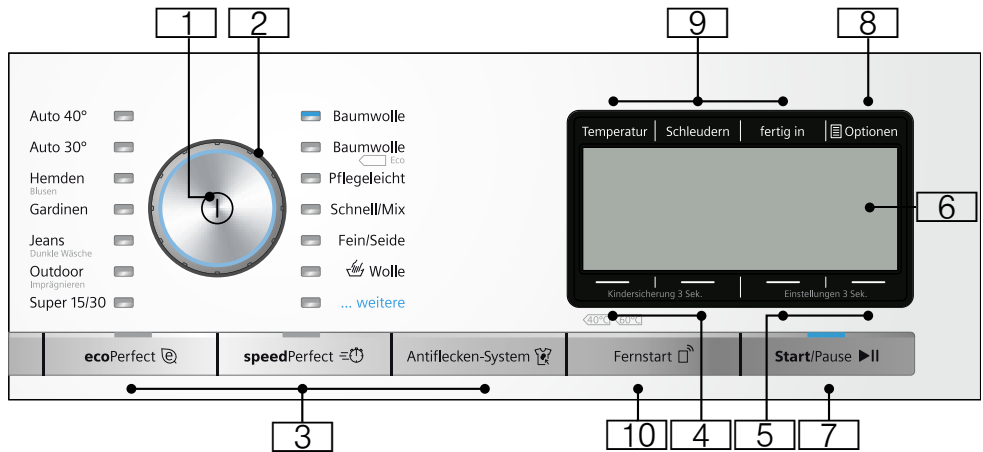 1
2
9
8
Auto 40°
Auto 30°
Hemden
Blusen
Gardinen
Jeans
Dunkle Wäsche
Outdoor
Imprägnieren
Super 15/30
Baumwolle
Baumwolle
Eco
Pflegeleicht
Schnell/Mix
Fein/Seide
Wolle
... weitere
Temperatur
Schleudern
fertig in
Optionen
6
Kindersicherung 3 Sek.
Einstellungen 3 Sek.
40°C 60°C
ecoPerfect
speedPerfect
Antiflecken-System
Fernstart
Start/Pause
3
10
4
5
7